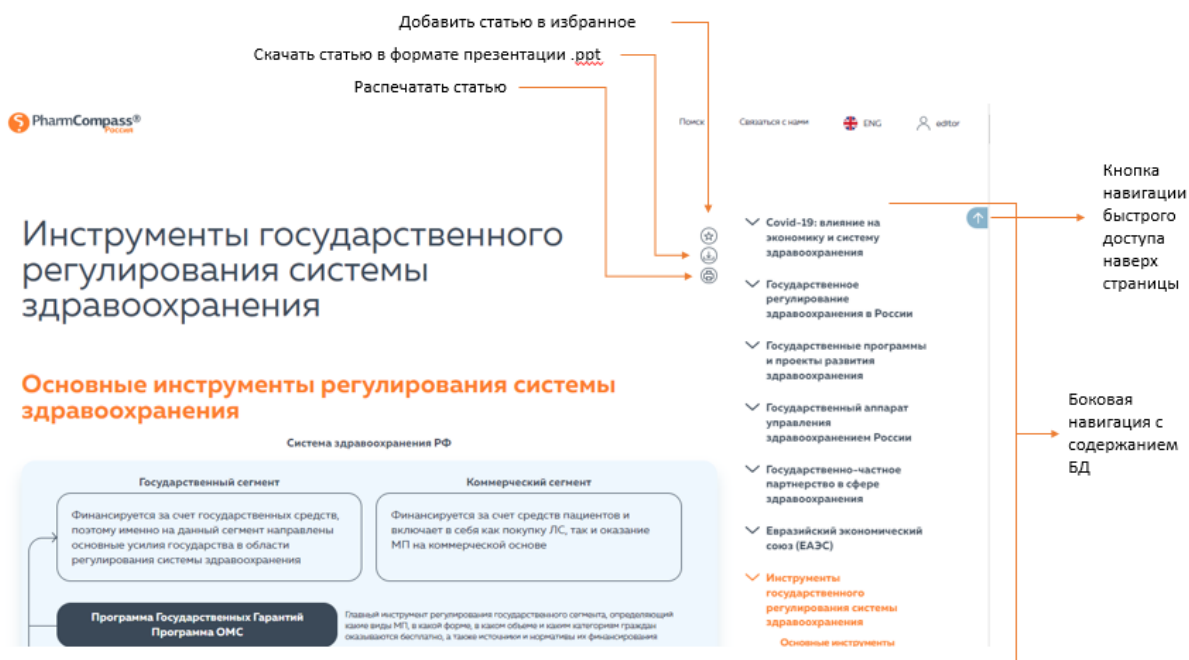 Добавить статью в избранное
Скачать статью в формате презентации .ppt
Распечатать статью
PharmCompass®
Россия
Поиск
Связаться с нами
ENG
editor
Кнопка
навигации
быстрого
доступа
наверх
страницы
Инструменты государственного
регулирования системы
здравоохранения
Основные инструменты регулирования системы
здравоохранения
Система здравоохранения РФ
Государственный сегмент
Финансируется за счет государственных средств,
поэтому именно на данный сегмент направлены
основные усилия государства в области
регулирования системы здравоохранения
Коммерческий сегмент
Финансируется за счет средств пациентов и
включает в себя как покупку ЛС, так и оказание
МП на коммерческой основе
Программа Государственных Гарантий
Программа ОМС
Главный инструмент регулирования государственного сегмента, определяющий
какие виды МП, в какой форме, в каком объеме и каким категориям граждан
оказываются бесплатно, а также источники и нормативы их финансирования
Covid-19: влияние на
экономику и систему
здравоохранения
Государственное
регулирование
здравоохранения в России
Государственные программы
и проекты развития
здравоохранения
Государственный аппарат
управления
здравоохранением России
Государственно-частное
партнерство в сфере
здравоохранения
Евразийский экономический
союз (ЕАЭС)
Инструменты
государственного
регулирования системы
здравоохранения
Основные инструменты
Боковая
навигация с
содержанием
БД